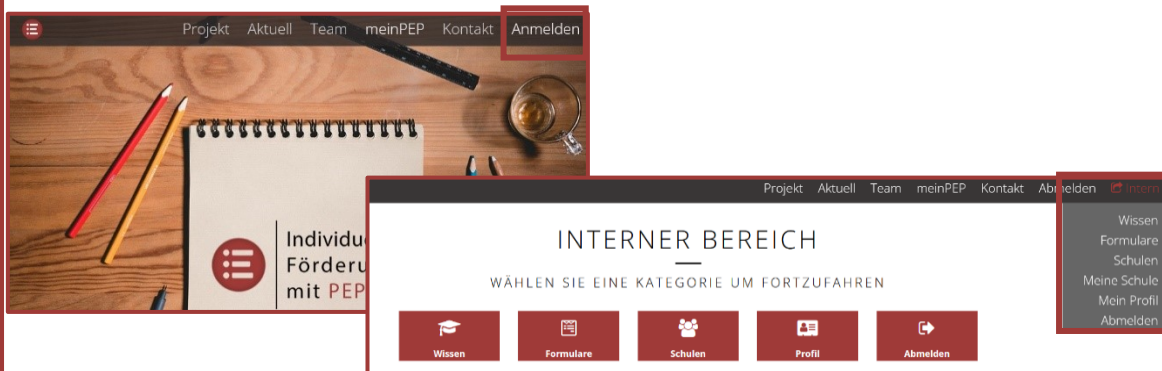 Projekt Aktuell Team meinPEP Kontakt Anmelden
Förderu
mit PEP
Projekt Aktuell Team meinPEP Kontakt Abmelden Intern
INTERNER BEREICH
WÄHLEN SIE EINE KATEGORIE UM FORTZUFAHREN
Wissen Formulare Schulen Profil Abmelden
Wissen
Formulare
Schulen
Meine Schule
Mein Profil
Abmelden